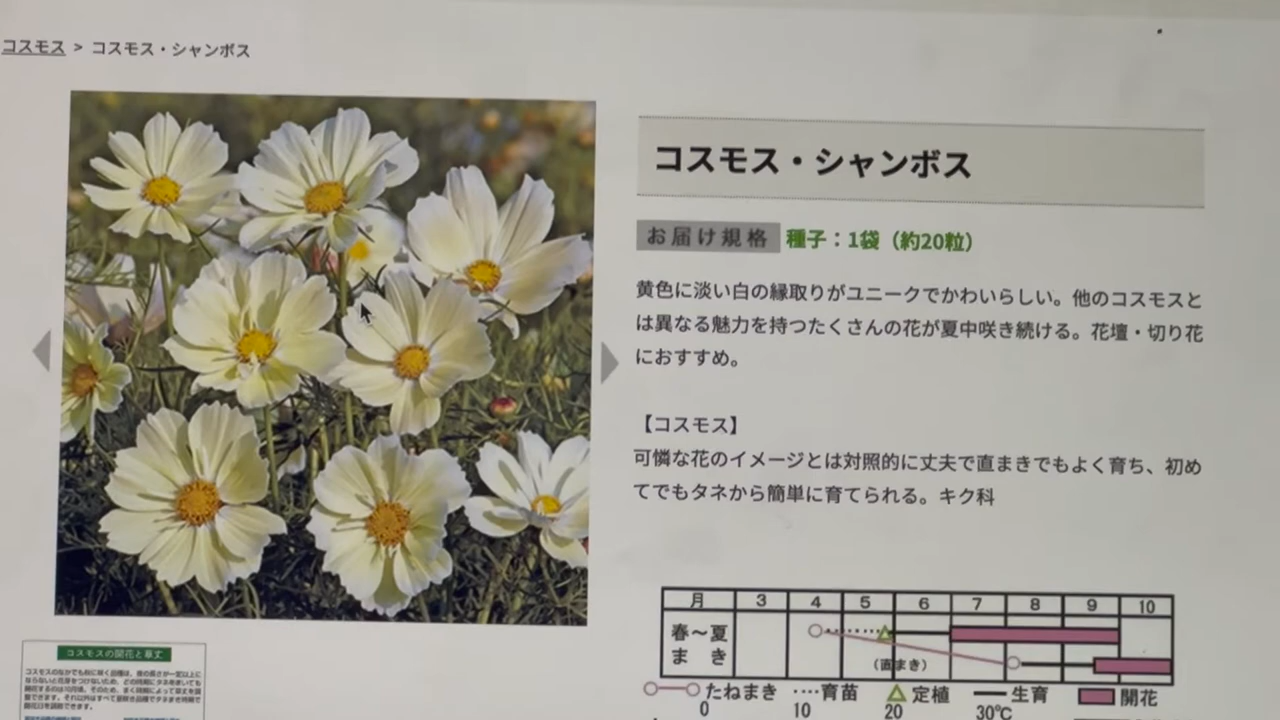 コスモス > コスモス・シャンボス
コスモス・シャンボス
お届け規格 種子：1袋（約20粒）
黄色に淡い白の縁取りがユニークでかわいらしい。他のコスモスと
は異なる魅力を持つたくさんの花が夏中咲き続ける。花壇・切り花
におすすめ。
【コスモス】
可憐な花のイメージとは対照的に丈夫で直まきでもよく育ち、初め
てでもタネから簡単に育てられる。キク科
月 3 4 5 6 7 8 9 10
春～夏
まき
（直まき）
たねまき 育苗 定植 生育 開花
0 10 20 30℃
コスモスの開花と草丈